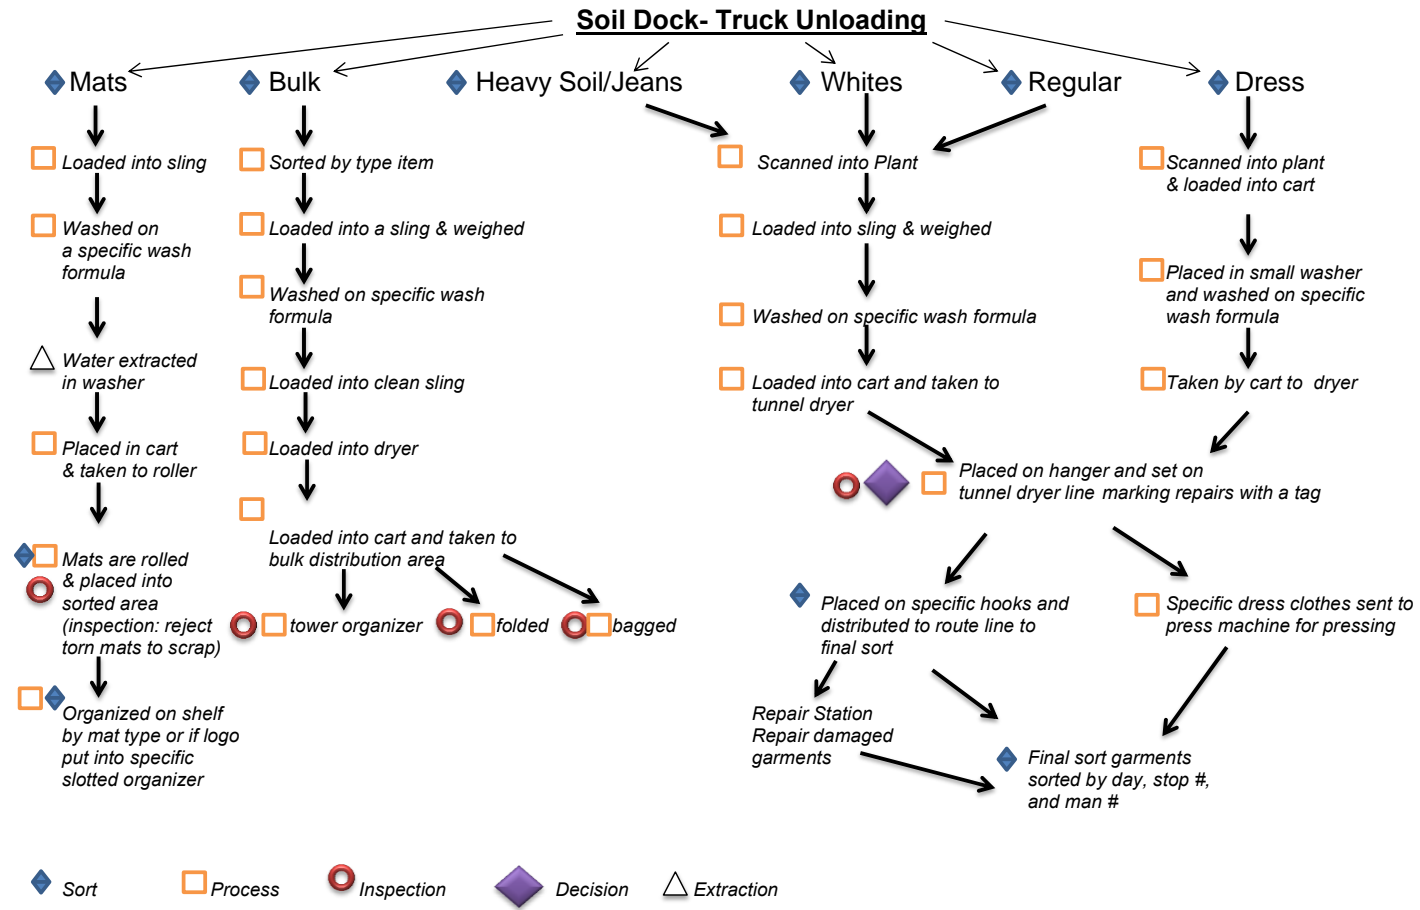 Soil Dock- Truck Unloading
Mats
Bulk
Heavy Soil/Jeans
Whites
Regular
Dress
Loaded into sling
Washed on
a specific wash
formula
Water extracted
in washer
Placed in cart
& taken to roller
Mats are rolled
& placed into
sorted area
(inspection: reject
torn mats to scrap)
Organized on shelf
by mat type or if logo
put into specific
slotted organizer
Sorted by type item
Loaded into a sling & weighed
Washed on specific wash
formula
Loaded into clean sling
Loaded into dryer
Loaded into cart and taken to
bulk distribution area
tower organizer
folded
bagged
Scanned into Plant
Loaded into sling & weighed
Washed on specific wash formula
Loaded into cart and taken to
tunnel dryer
Scanned into plant
& loaded into cart
Placed in small washer
and washed on specific
wash formula
Taken by cart to dryer
Placed on hanger and set on
tunnel dryer line marking repairs with a tag
Placed on specific hooks and
distributed to route line to
final sort
Specific dress clothes sent to
press machine for pressing
Repair Station
Repair damaged
garments
Final sort garments
sorted by day, stop #,
and man #
Sort
Process
Inspection
Decision
Extraction